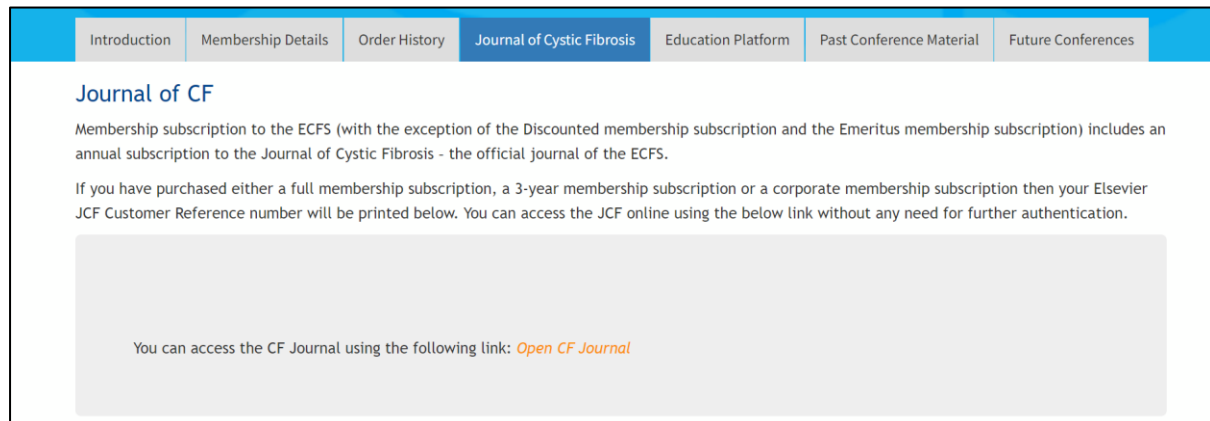 Introduction Membership Details Order History Journal of Cystic Fibrosis Education Platform Past Conference Material Future Conferences
Journal of CF
Membership subscription to the ECFS (with the exception of the Discounted membership subscription and the Emeritus membership subscription) includes an
annual subscription to the Journal of Cystic Fibrosis - the official journal of the ECFS.
If you have purchased either a full membership subscription, a 3-year membership subscription or a corporate membership subscription then your Elsevier
JCF Customer Reference number will be printed below. You can access the JCF online using the below link without any need for further authentication.
You can access the CF Journal using the following link: Open CF Journal